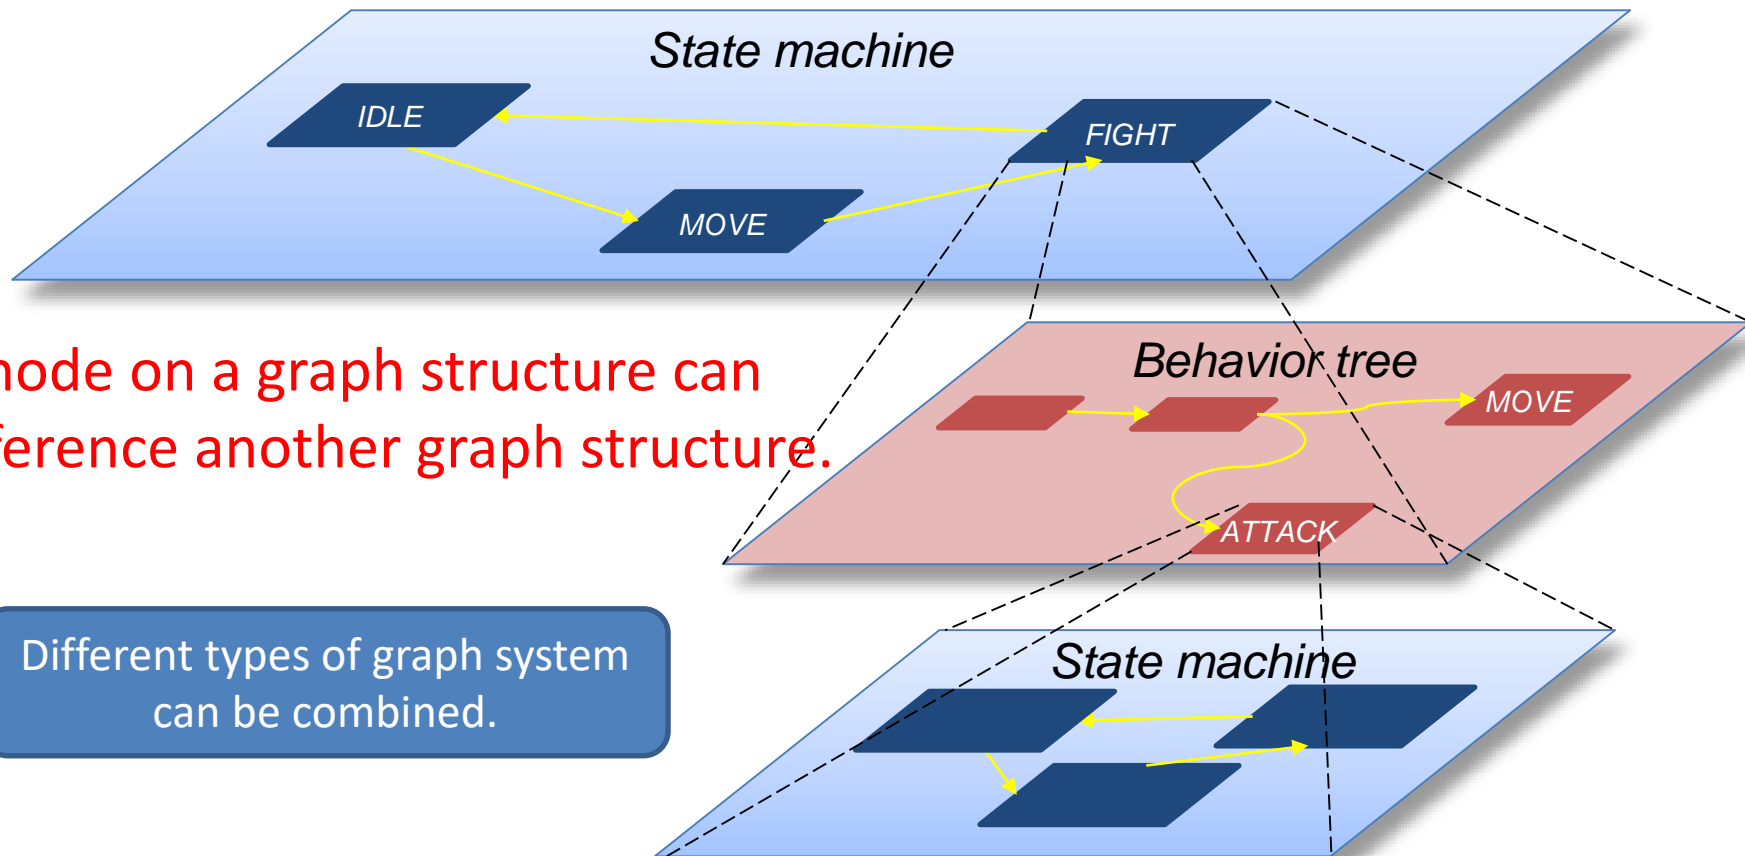 State machine
IDLE
FIGHT
MOVE
node on a graph structure can
ference another graph structure.
Behavior tree
MOVE
ATTACK
Different types of graph system
can be combined.
State machine